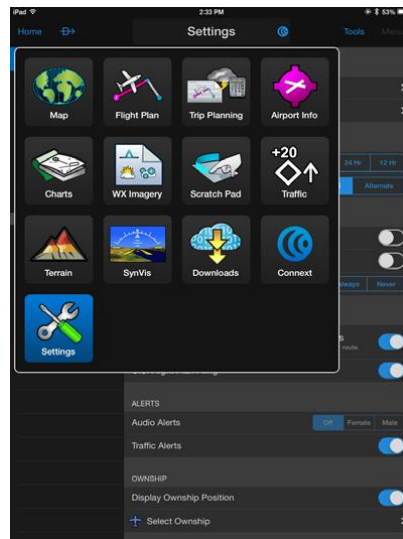 iPad
2:33 PM
53%
Home
Settings
Tools
Menu
Map
Flight Plan
Trip Planning
Airport Info
Charts
WX Imagery
Scratch Pad
+20
Traffic
24 Hr
12 Hr
Alternate
Terrain
SynVis
Downloads
Connext
Always
Never
Settings
route.
ALERTS
Audio Alerts
Off
Female
Male
Traffic Alerts
OWNSHIP
Display Ownship Position
Select Ownship